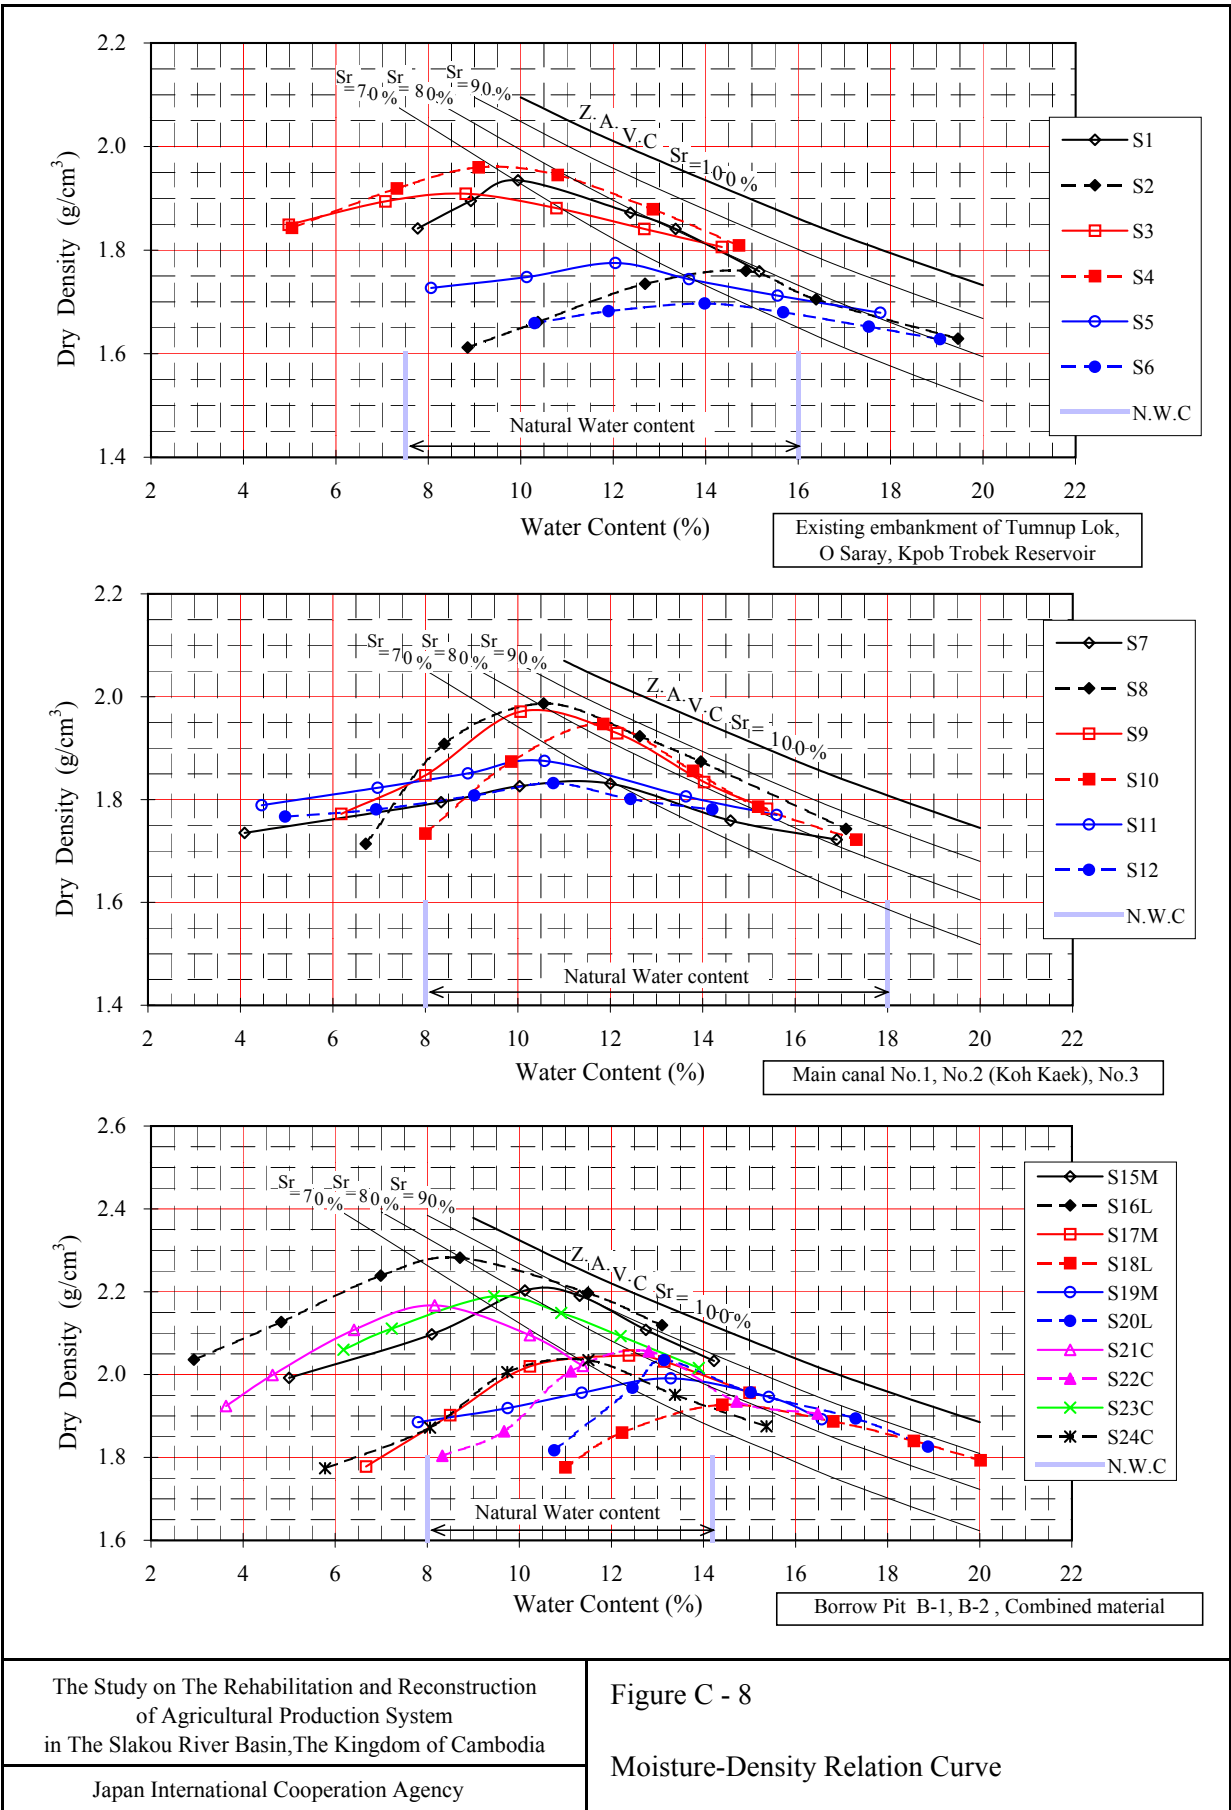 2.2
2.0
1.8
1.6
1.4
Dry Density (g/cm³)
Sr=70%
Sr=80%
Sr=90%
Z.A.V.C Sr=100%
Natural Water content
2 4 6 8 10 12 14 16 18 20 22
Water Content (%)
S1
S2
S3
S4
S5
S6
N.W.C
Existing embankment of Tumnup Lok,
O Saray, Kpob Trobek Reservoir
2.2
2.0
1.8
1.6
1.4
Dry Density (g/cm³)
Sr=70%
Sr=80%
Sr=90%
Z.A.V.C Sr=100%
Natural Water content
2 4 6 8 10 12 14 16 18 20 22
Water Content (%)
S7
S8
S9
S10
S11
S12
N.W.C
Main canal No.1, No.2 (Koh Kaek), No.3
2.6
2.4
2.2
2.0
1.8
1.6
Dry Density (g/cm³)
Sr=70%
Sr=80%
Sr=90%
Z.A.V.C Sr=100%
Natural Water content
2 4 6 8 10 12 14 16 18 20 22
Water Content (%)
S15M
S16L
S17M
S18L
S19M
S20L
S21C
S22C
S23C
S24C
N.W.C
Borrow Pit B-1, B-2 , Combined material
The Study on The Rehabilitation and Reconstruction
of Agricultural Production System
in The Slakou River Basin,The Kingdom of Cambodia
Japan International Cooperation Agency
Figure C - 8
Moisture-Density Relation Curve